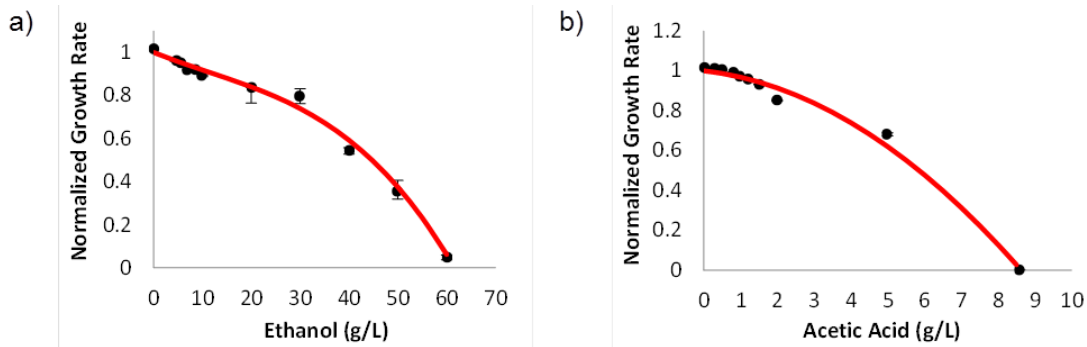 a)
Normalized Growth Rate
1
0.8
0.6
0.4
0.2
0
0 10 20 30 40 50 60 70
Ethanol (g/L)
b)
Normalized Growth Rate
1.2
1
0.8
0.6
0.4
0.2
0
0 1 2 3 4 5 6 7 8 9 10
Acetic Acid (g/L)